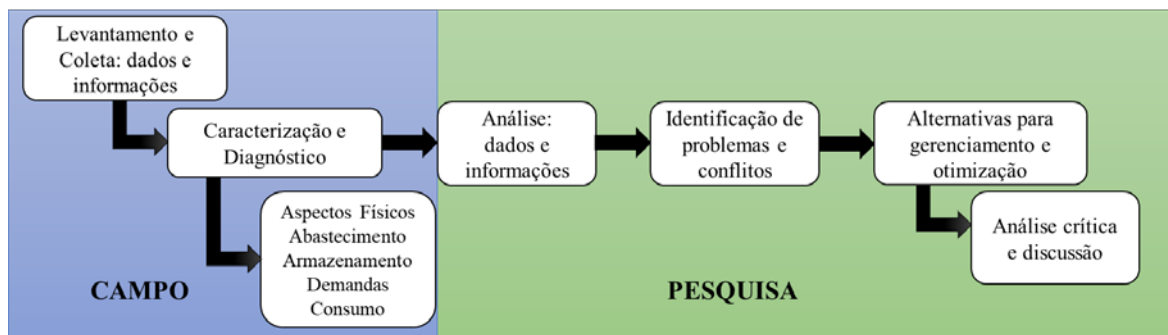 Levantamento e
Coleta: dados e
informações
Caracterização e
Diagnóstico
Aspectos Físicos
Abastecimento
Armazenamento
Demandas
Consumo
CAMPO
Análise:
dados e
informações
Identificação de
problemas e
conflitos
Alternativas para
gerenciamento e
otimização
Análise crítica
e discussão
PESQUISA